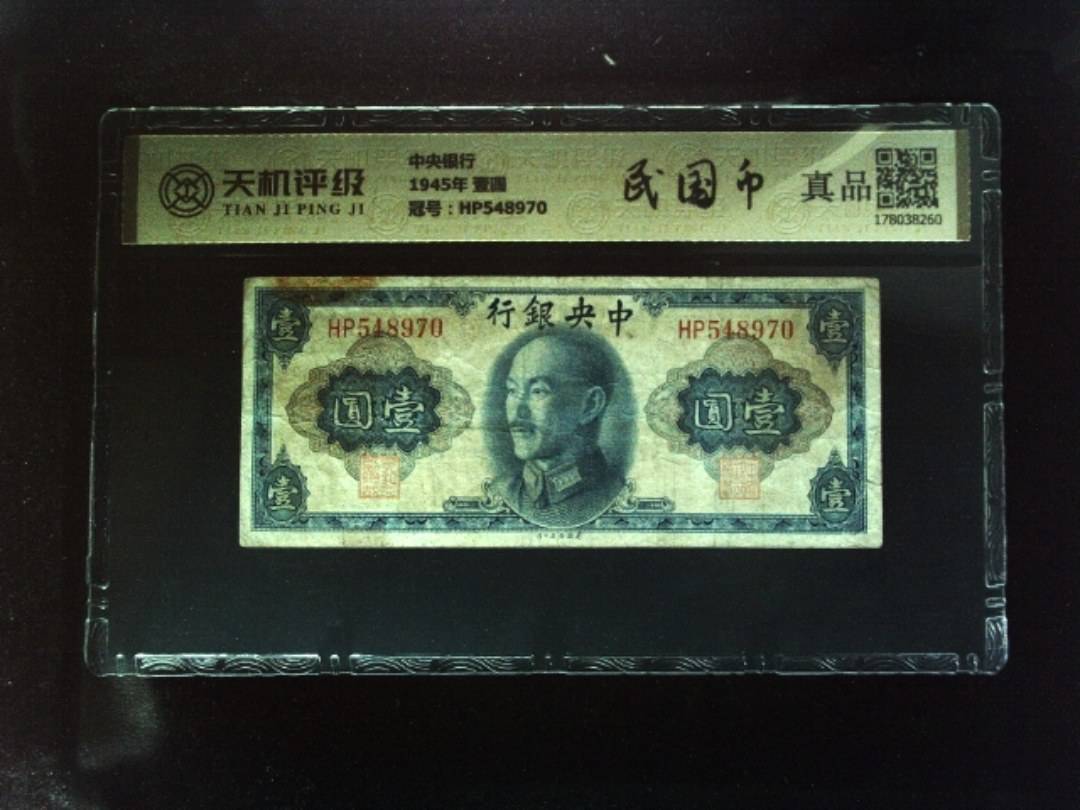 天机评级
TIAN JI PING JI
中央银行
1945年 壹圆
冠号：HP548970
民国币
真品
178038260
行銀央中
HP548970
HP548970
壹
壹
圓壹
圓壹
壹
壹